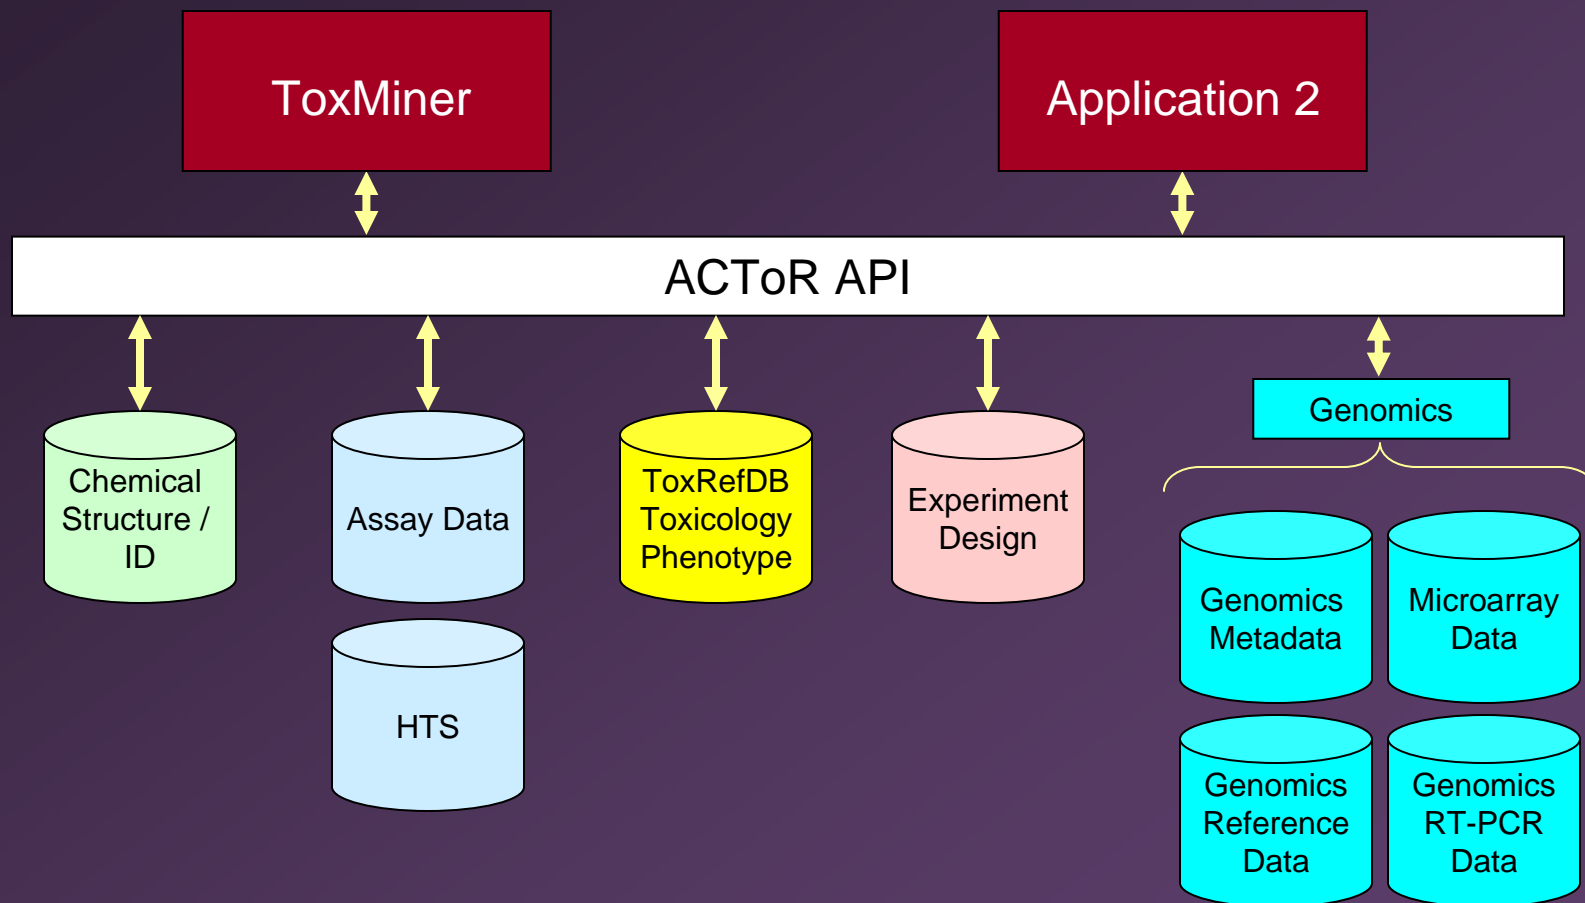 ToxMiner
Application 2
ACToR API
Chemical
Structure /
ID
Assay Data
HTS
ToxRefDB
Toxicology
Phenotype
Experiment
Design
Genomics
Genomics
Metadata
Microarray
Data
Genomics
Reference
Data
Genomics
RT-PCR
Data